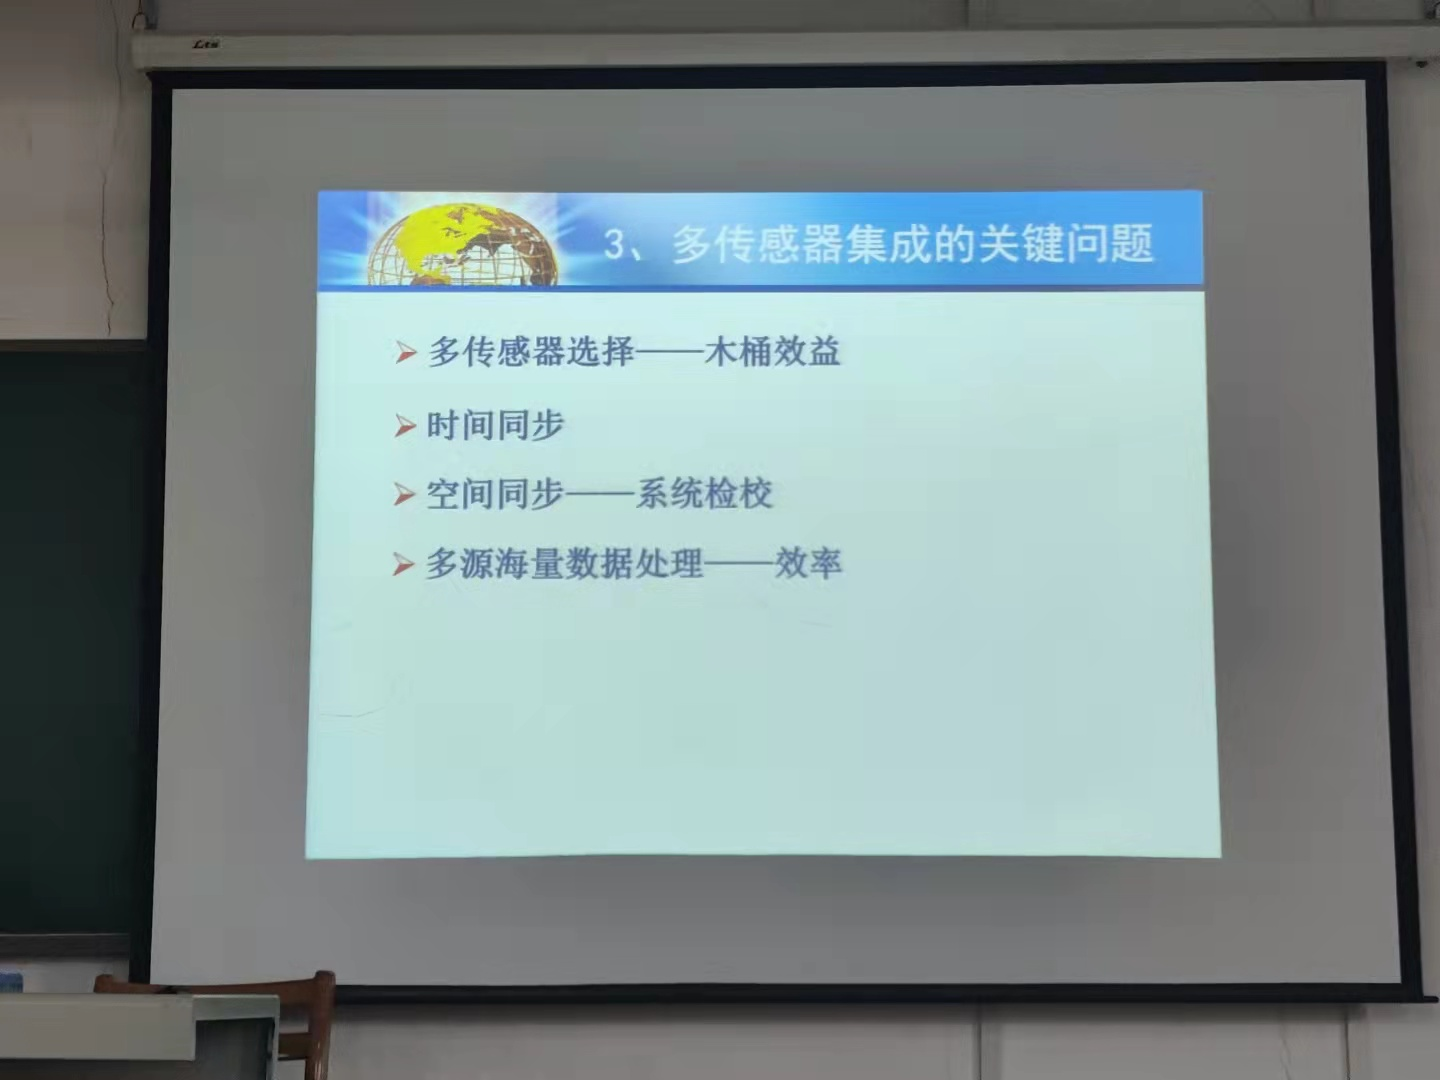 3、多传感器集成的关键问题
多传感器选择——木桶效益
时间同步
空间同步——系统检校
多源海量数据处理——效率